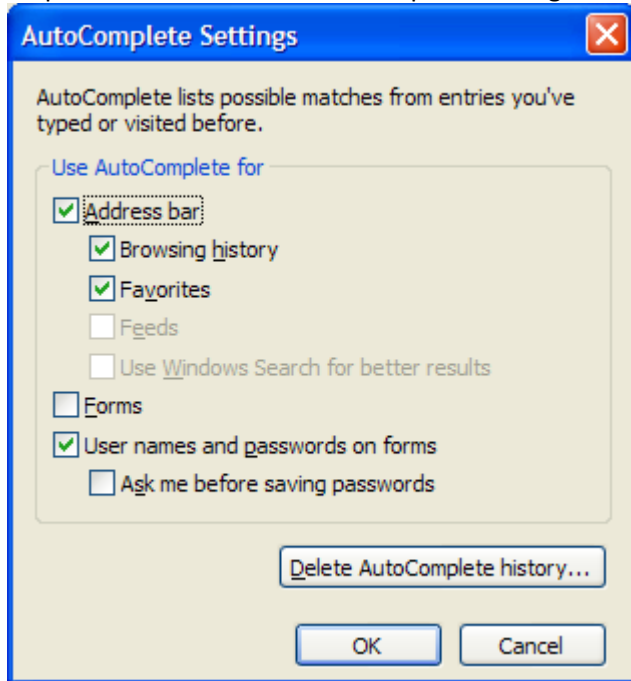 AutoComplete Settings
AutoComplete lists possible matches from entries you've
typed or visited before.
Use AutoComplete for
Address bar
Browsing history
Favorites
Feeds
Use Windows Search for better results
Forms
User names and passwords on forms
Ask me before saving passwords
Delete AutoComplete history...
OK
Cancel